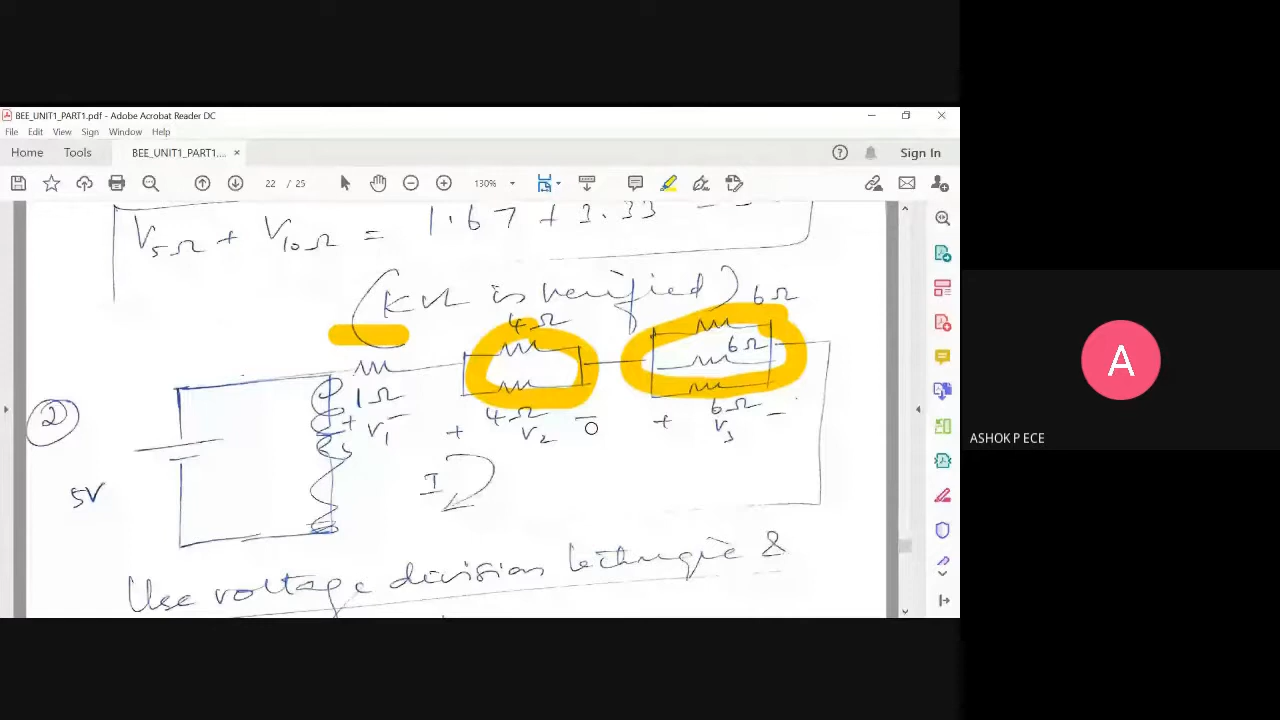 BEE_UNIT1_PART1.pdf - Adobe Acrobat Reader DC
File Edit View Window Sign Help
Home Tools BEE_UNIT1_PART1.... × Sign In
22 / 25 130%
V5Ω + V10Ω = 1.67 + 3.33
(KVL is verified)
6Ω
4Ω
6Ω
1Ω
4Ω
6Ω
+ V1 -
+ V2 -
+ V3 -
2
I
5V
Use voltage division technique &
A
ASHOK P ECE